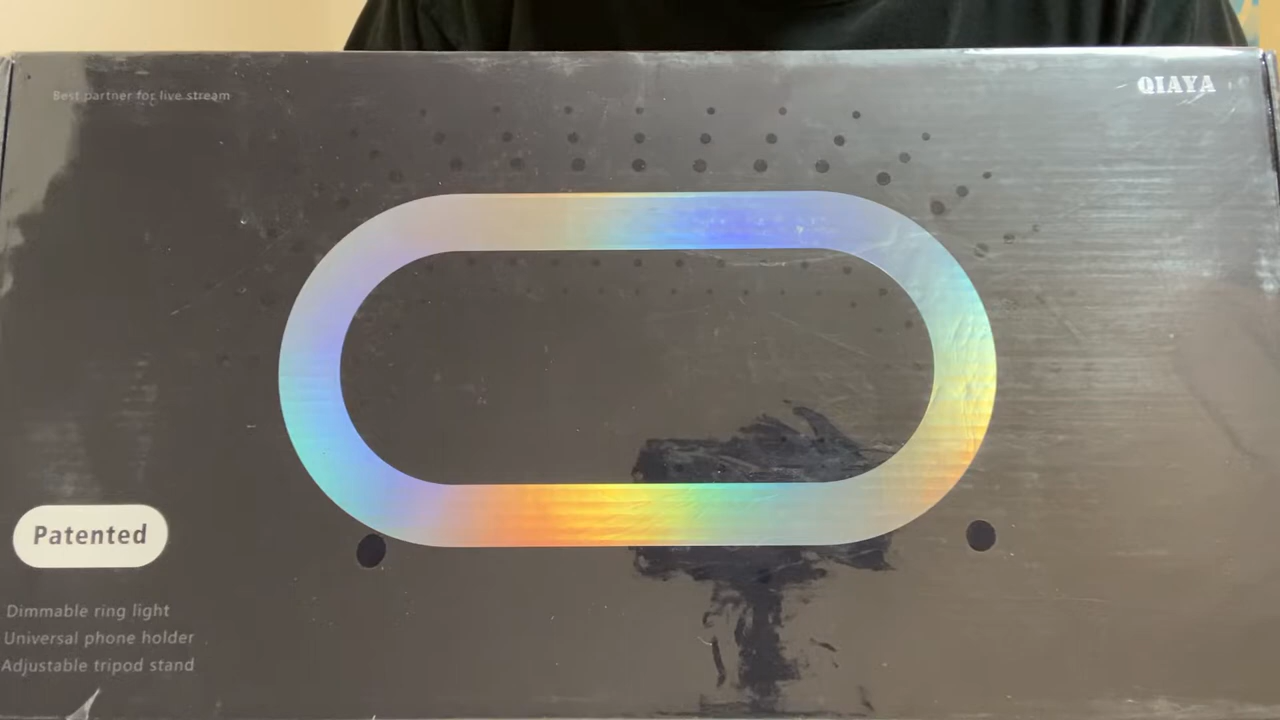 Best partner for live stream
QIAYA
Patented
Dimmable ring light
Universal phone holder
Adjustable tripod stand